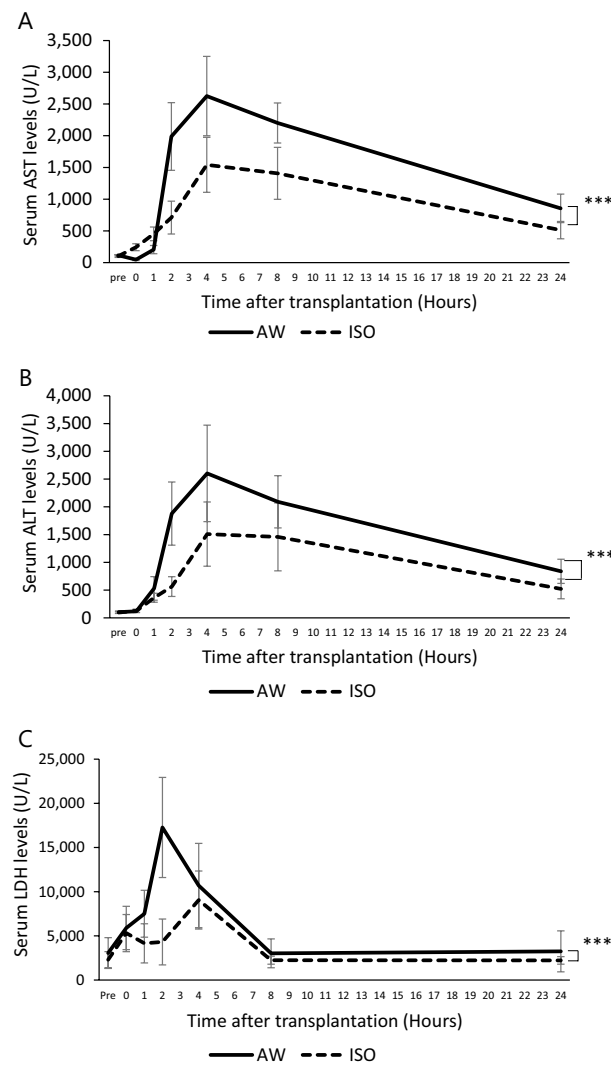 A
Serum AST levels (U/L)
3,500
3,000
2,500
2,000
1,500
1,000
500
0
***
pre 0 1 2 3 4 5 6 7 8 9 10 11 12 13 14 15 16 17 18 19 20 21 22 23 24
Time after transplantation (Hours)
AW ISO
B
Serum ALT levels (U/L)
4,000
3,500
3,000
2,500
2,000
1,500
1,000
500
0
***
pre 0 1 2 3 4 5 6 7 8 9 10 11 12 13 14 15 16 17 18 19 20 21 22 23 24
Time after transplantation (Hours)
AW ISO
C
Serum LDH levels (U/L)
25,000
20,000
15,000
10,000
5,000
0
***
Pre 0 1 2 3 4 5 6 7 8 9 10 11 12 13 14 15 16 17 18 19 20 21 22 23 24
Time after transplantation (Hours)
AW ISO